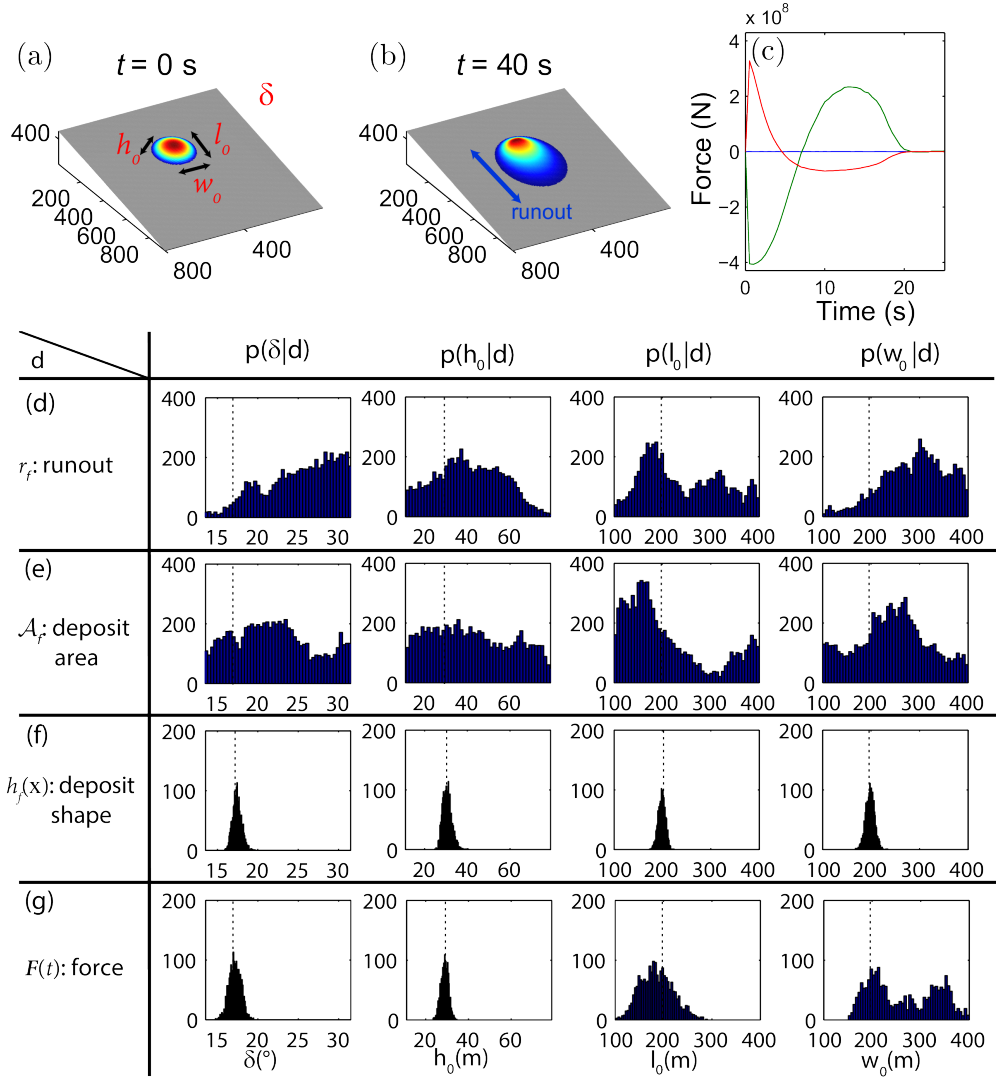 (a)
t = 0 s
δ
h₀
l₀
w₀
400
200
400
600
800
800
400
(b)
t = 40 s
runout
400
200
400
600
800
800
400
(c)
x 10⁸
4
2
0
−2
−4
Force (N)
0 10 20
Time (s)
d p(δ|d) p(h₀|d) p(l₀|d) p(w₀|d)
(d)
r_f: runout
400 400 400 400
200 200 200 200
0 0 0 0
15 20 25 30 20 40 60 100 200 300 400 100 200 300 400
(e)
𝒜_f: deposit
area
400 400 400 400
200 200 200 200
0 0 0 0
15 20 25 30 20 40 60 100 200 300 400 100 200 300 400
(f)
h_f(x): deposit
shape
200 200 200 200
100 100 100 100
0 0 0 0
15 20 25 30 20 40 60 100 200 300 400 100 200 300 400
(g)
F(t): force
200 200 200 200
100 100 100 100
0 0 0 0
15 20 25 30 20 40 60 100 200 300 400 100 200 300 400
δ(°) h₀(m) l₀(m) w₀(m)